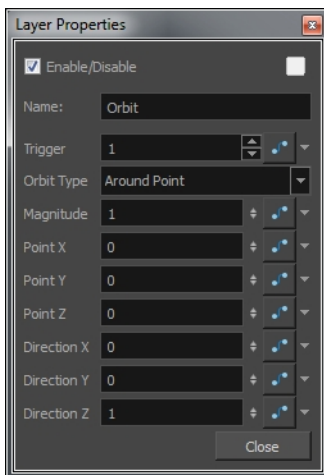 Layer Properties
Enable/Disable
Name: Orbit
Trigger 1
Orbit Type Around Point
Magnitude 1
Point X 0
Point Y 0
Point Z 0
Direction X 0
Direction Y 0
Direction Z 1
Close